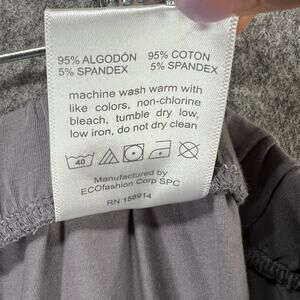 95% ALGODÓN 95% COTON
5% SPANDEX 5% SPANDEX
machine wash warm with
like colors, non-chlorine
bleach, tumble dry low,
low iron, do not dry clean
40
Manufactured by
ECOfashion Corp SPC
RN 158914